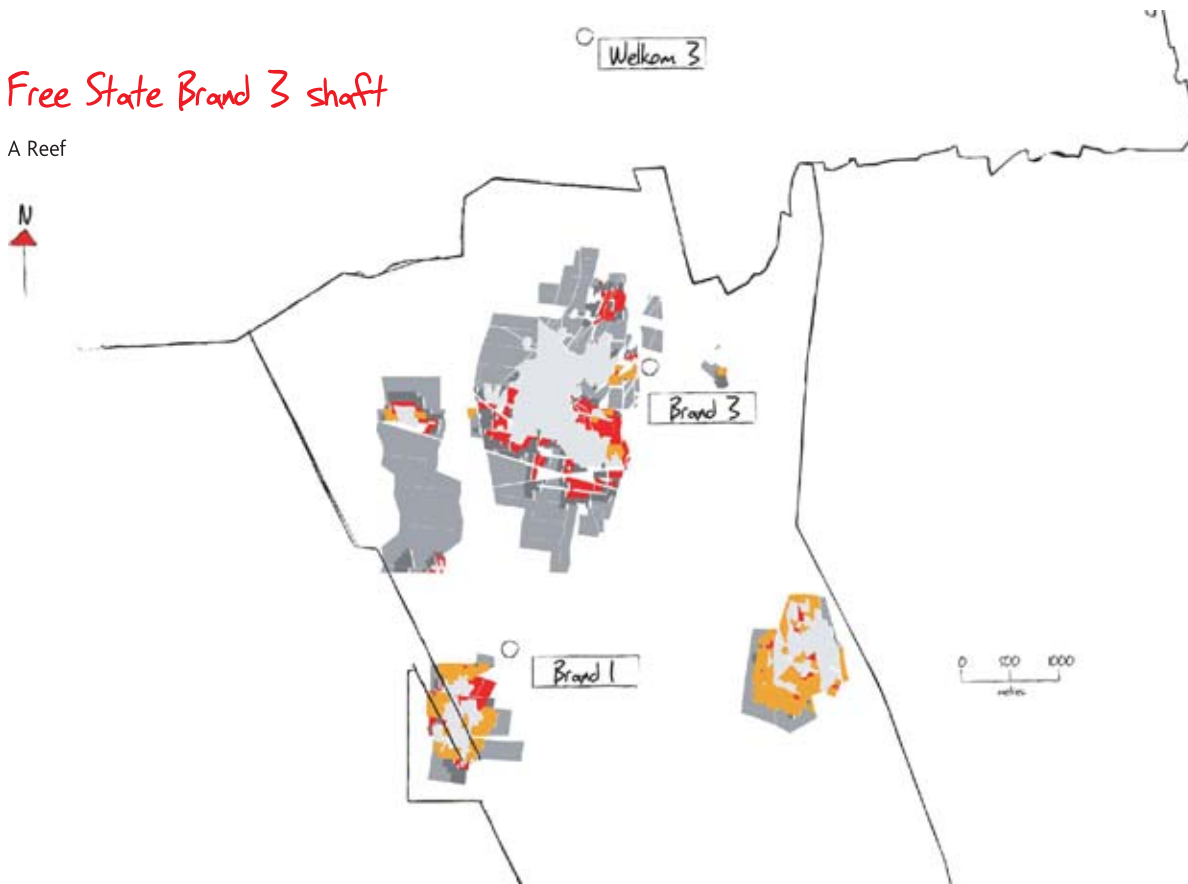 Welkom 3
Free State Brand 3 shaft
A Reef
N
Brand 3
Brand 1
0 500 1000
metres